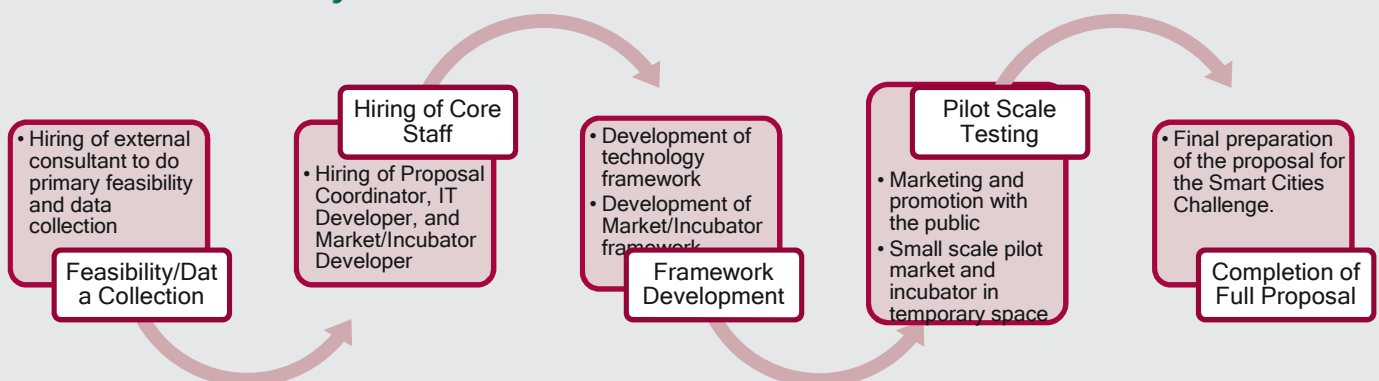 • Hiring of external
consultant to do
primary feasibility
and data
collection
Feasibility/Dat
a Collection
Hiring of Core
Staff
• Hiring of Proposal
Coordinator, IT
Developer, and
Market/Incubator
Developer
• Development of
technology
framework
• Development of
Market/Incubator
framework
Framework
Development
Pilot Scale
Testing
• Marketing and
promotion with
the public
• Small scale pilot
market and
incubator in
temporary space
• Final preparation
of the proposal for
the Smart Cities
Challenge.
Completion of
Full Proposal